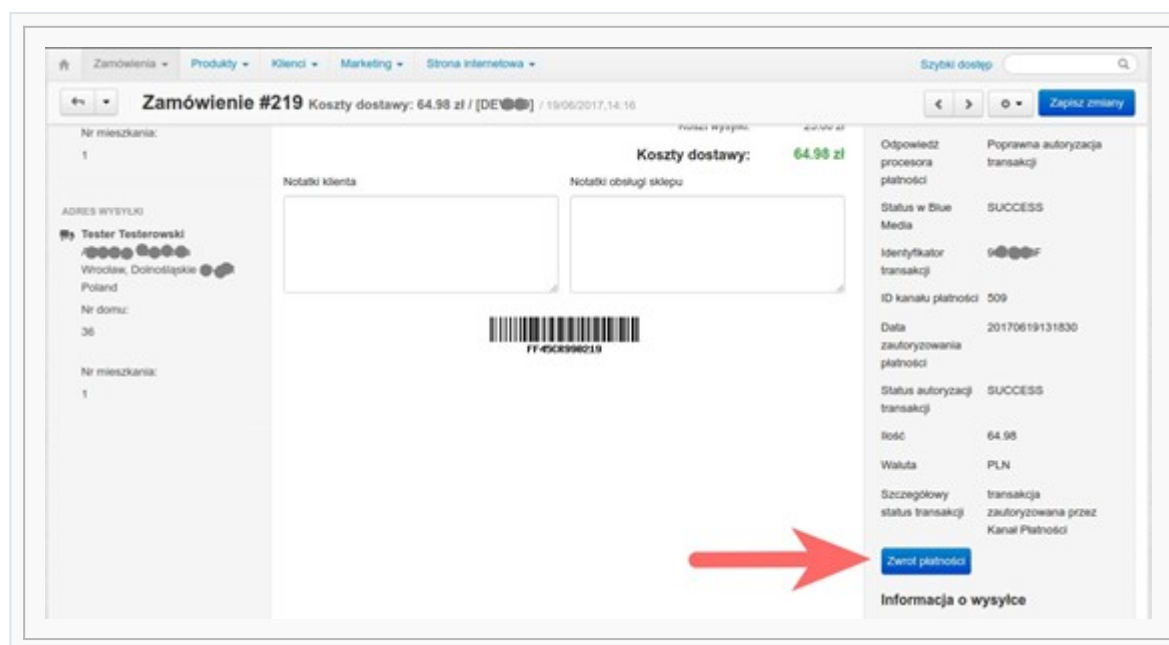 Zamówienia Produkty Klienci Marketing Strona internetowa Szybki dostęp
Zamówienie #219 Koszty dostawy: 64.98 zł / [DE ] / 19/06/2017, 14:16 Zapisz zmiany
Nr mieszkania:
1
ADRES WYSYŁKI
Tester Testerowski
Wrocław, Dolnośląskie
Poland
Nr domu:
36
Nr mieszkania:
1
Koszty dostawy: 64.98 zł
Notatki klienta
Notatki obsługi sklepu
FF45C8990219
Odpowiedź Poprawna autoryzacja
procesora transakcji
płatności
Status w Blue SUCCESS
Media
Identyfikator
transakcji
ID kanału płatności 509
Data 20170619131830
zautoryzowania
płatności
Status autoryzacji SUCCESS
transakcji
Ilość 64.98
Waluta PLN
Szczegółowy transakcja
status transakcji zautoryzowana przez
Kanał Płatności
Zwrot płatności
Informacja o wysyłce